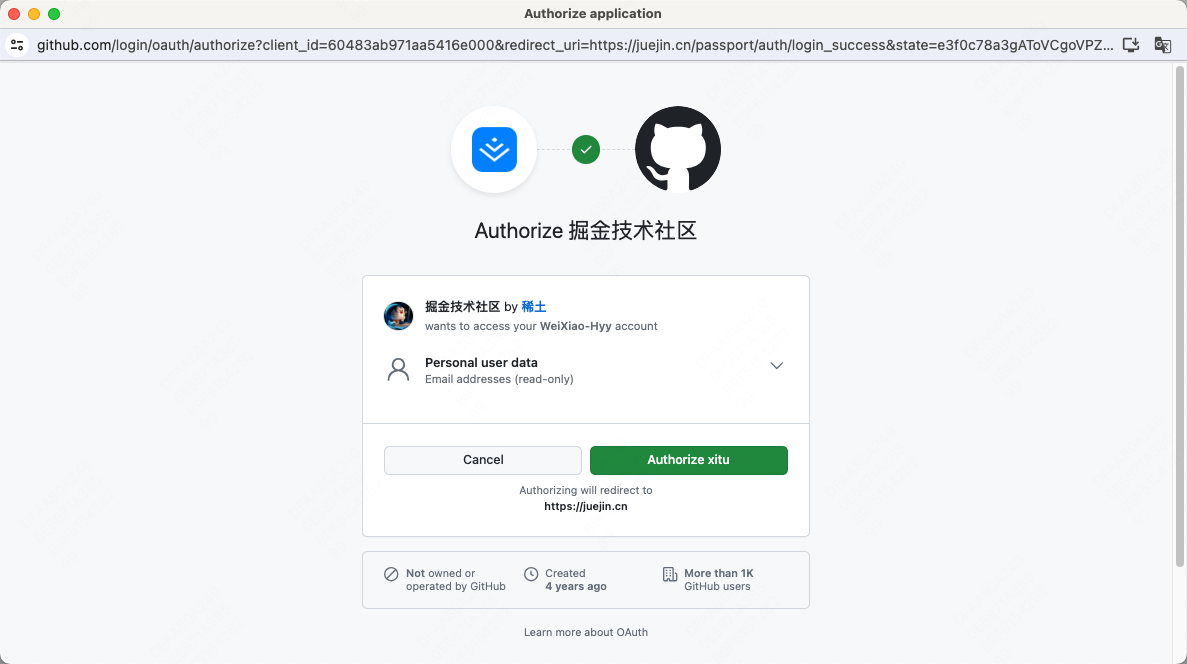 Authorize application
github.com/login/oauth/authorize?client_id=60483ab971aa5416e000&redirect_uri=https://juejin.cn/passport/auth/login_success&state=e3f0c78a3gAToVCgoVPZ...
Authorize 掘金技术社区
掘金技术社区 by 稀土
wants to access your WeiXiao-Hyy account
Personal user data
Email addresses (read-only)
Cancel
Authorize xitu
Authorizing will redirect to
https://juejin.cn
Not owned or
operated by GitHub
Created
4 years ago
More than 1K
GitHub users
Learn more about OAuth